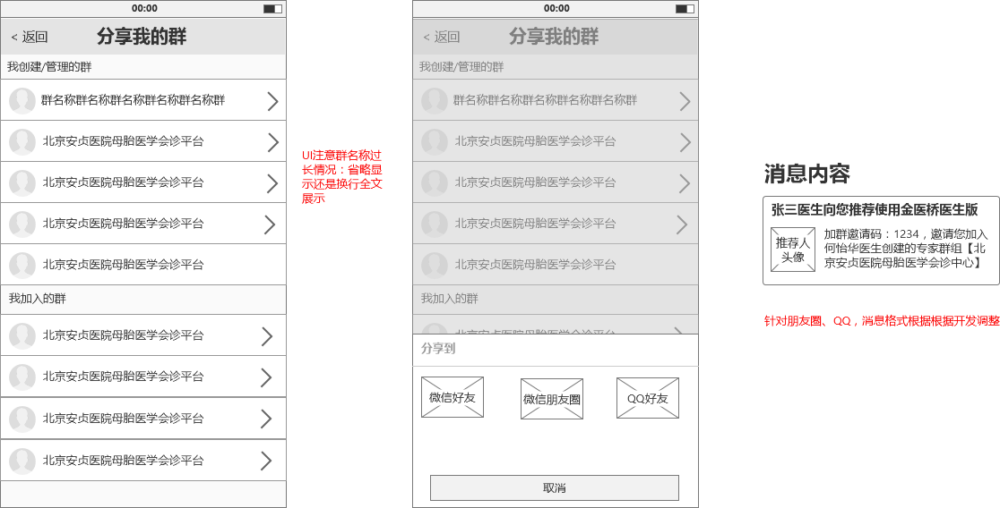 00:00
< 返回
分享我的群
我创建/管理的群
群名称群名称群名称群名称群名称群
北京安贞医院母胎医学会诊平台
北京安贞医院母胎医学会诊平台
北京安贞医院母胎医学会诊平台
北京安贞医院母胎医学会诊平台
我加入的群
北京安贞医院母胎医学会诊平台
北京安贞医院母胎医学会诊平台
北京安贞医院母胎医学会诊平台
北京安贞医院母胎医学会诊平台
UI注意群名称过
长情况：省略显
示还是换行全文
展示
00:00
< 返回
分享我的群
我创建/管理的群
群名称群名称群名称群名称群名称群
北京安贞医院母胎医学会诊平台
北京安贞医院母胎医学会诊平台
北京安贞医院母胎医学会诊平台
北京安贞医院母胎医学会诊平台
我加入的群
北京安贞医院母胎医学会诊平台
分享到
微信好友
微信朋友圈
QQ好友
取消
消息内容
张三医生向您推荐使用金医桥医生版
推荐人
头像
加群邀请码：1234，邀请您加入
何怡华医生创建的专家群组【北
京安贞医院母胎医学会诊中心】
针对朋友圈、QQ，消息格式根据根据开发调整